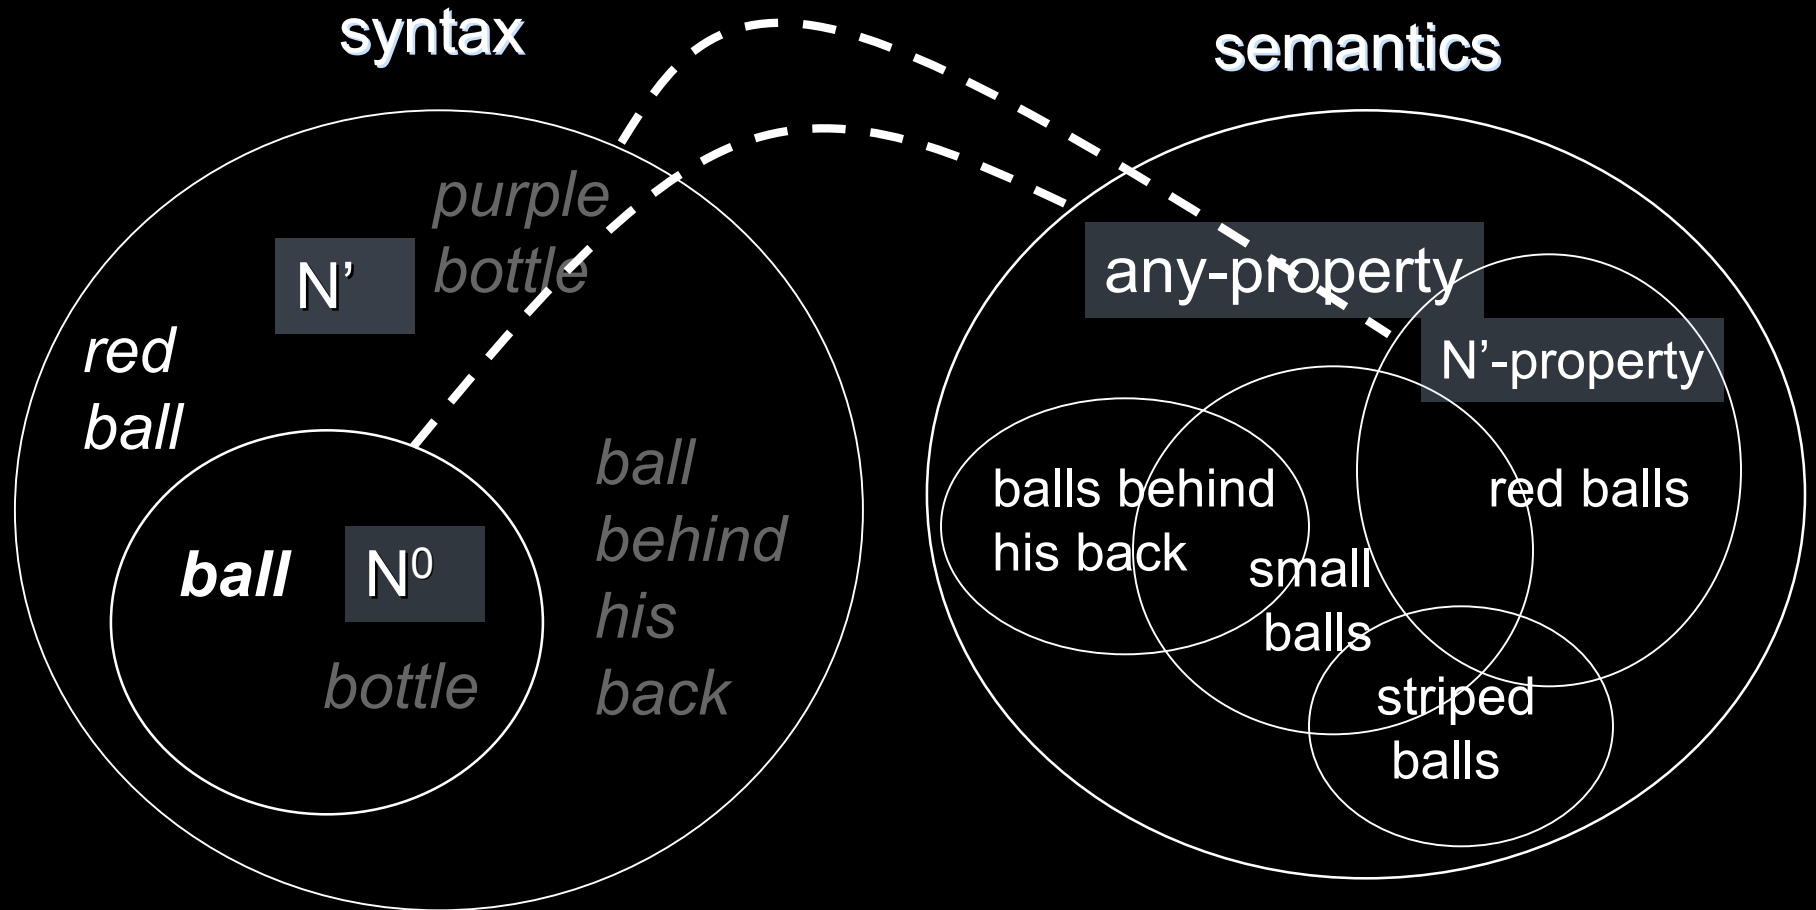 syntax
semantics
purple
bottle
N’
red
ball
ball
behind
his
back
ball
N⁰
bottle
any-property
N’-property
balls behind
his back
red balls
small
balls
striped
balls